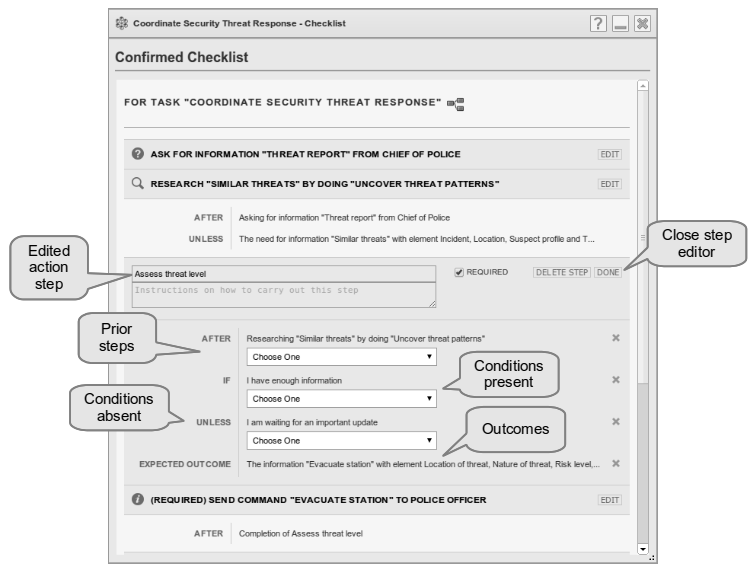 Coordinate Security Threat Response - Checklist
?
Confirmed Checklist
FOR TASK "COORDINATE SECURITY THREAT RESPONSE"
? ASK FOR INFORMATION "THREAT REPORT" FROM CHIEF OF POLICE EDIT
RESEARCH "SIMILAR THREATS" BY DOING "UNCOVER THREAT PATTERNS" EDIT
AFTER Asking for information "Threat report" from Chief of Police
UNLESS The need for information "Similar threats" with element Incident, Location, Suspect profile and T...
Edited
action
step
Close step
editor
Assess threat level REQUIRED DELETE STEP DONE
Instructions on how to carry out this step
Prior
steps
AFTER Researching "Similar threats" by doing "Uncover threat patterns"
Choose One
Conditions
present
IF I have enough information
Choose One
Conditions
absent
UNLESS I am waiting for an important update
Choose One
Outcomes
EXPECTED OUTCOME The information "Evacuate station" with element Location of threat, Nature of threat, Risk level,...
i (REQUIRED) SEND COMMAND "EVACUATE STATION" TO POLICE OFFICER EDIT
AFTER Completion of Assess threat level